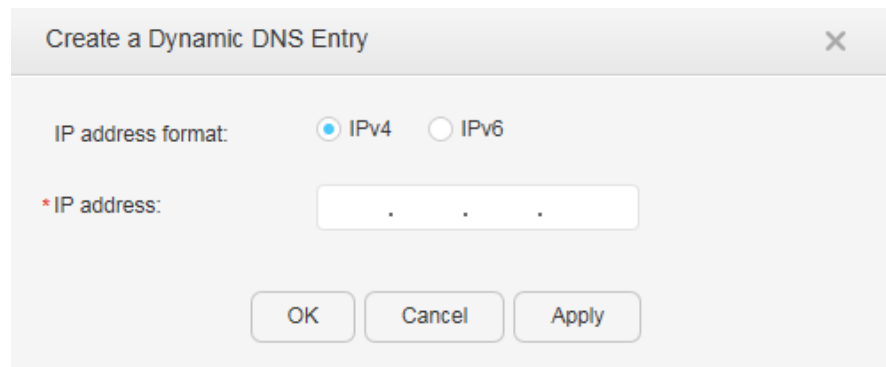 Create a Dynamic DNS Entry
IP address format: IPv4 IPv6
*IP address: . . .
OK Cancel Apply